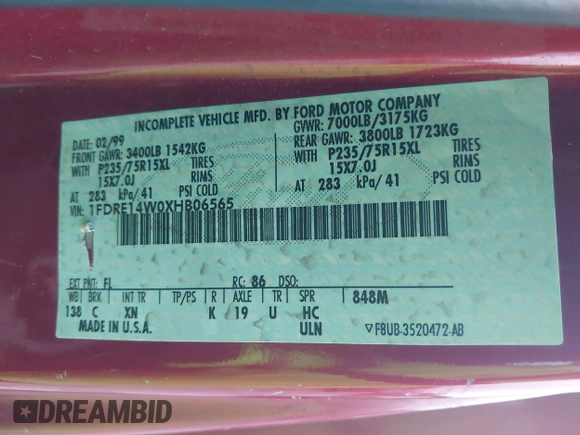 INCOMPLETE VEHICLE MFD. BY FORD MOTOR COMPANY
02/99 GVWR: 7000LB/3175KG
FRONT GAWR: 3400LB 1542KG REAR GAWR: 3800LB 1723KG
WITH P235/75R15XL TIRES WITH P235/75R15XL TIRES
15X7.0J RINS 15X7.0J RINS
AT 283 kPa/41 PSI COLD AT 283 kPa/41 PSI COLD
VIN: 1FDRE14W0XHB06565
EXT PNT: FL RC: 86 DSO:
WB BRK INT TR TP/PS R AXLE TR SPR 848M
138 C XN K 19 U HC
MADE IN U.S.A. ULN F8UB-3520472-AB
DREAMBID